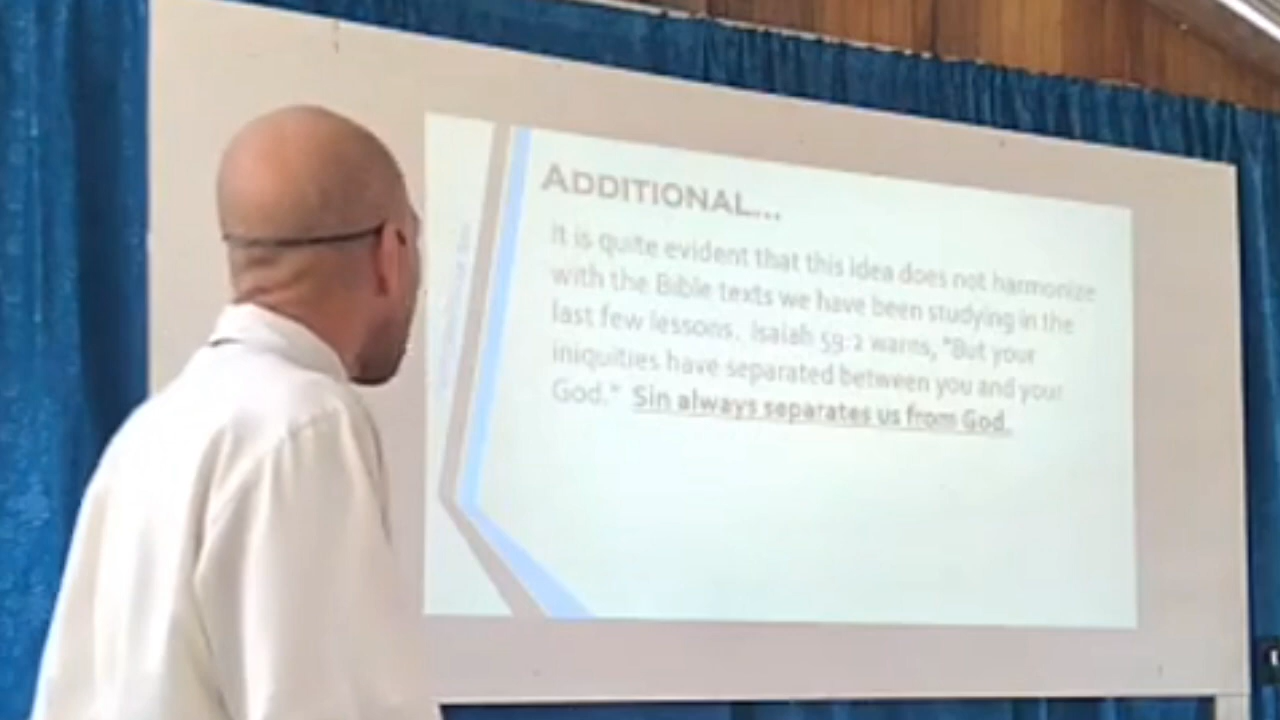 ADDITIONAL...
It is quite evident that this idea does not harmonize
with the Bible texts we have been studying in the
last few lessons. Isaiah 59:2 warns, "But your
iniquities have separated between you and your
God." Sin always separates us from God.